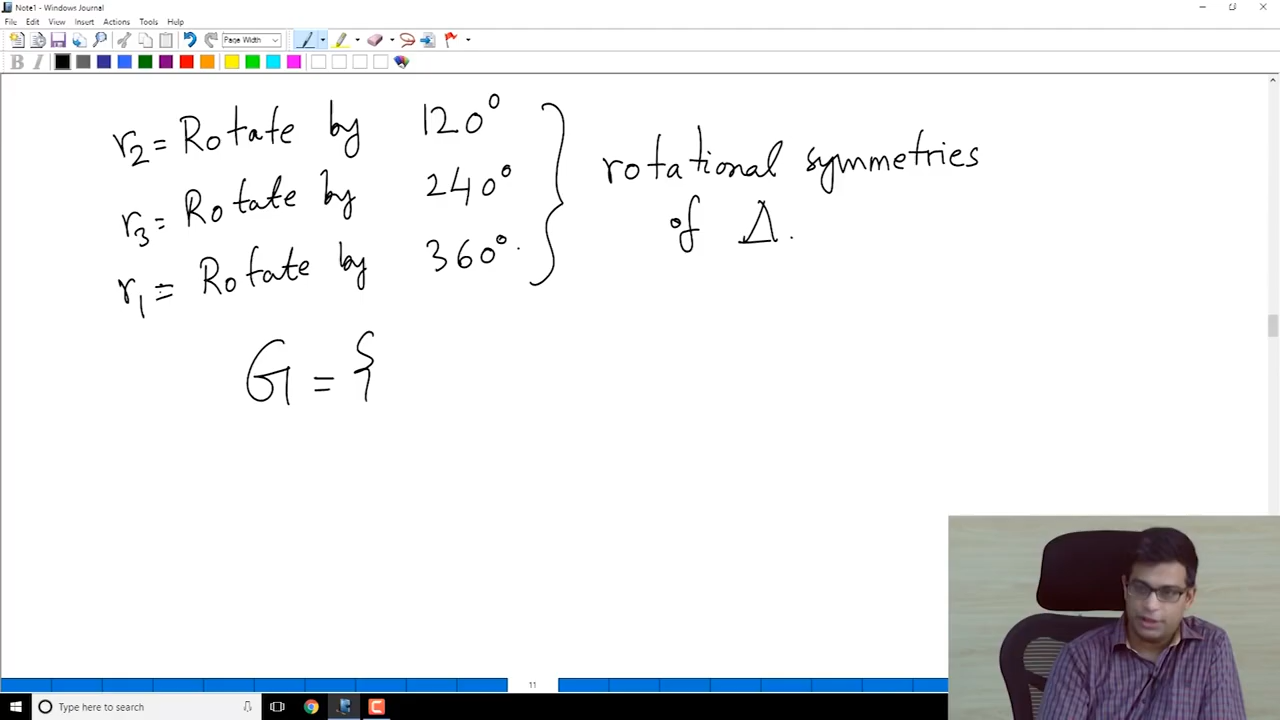 Note1 - Windows Journal
File Edit View Insert Actions Tools Help
Page Width
B I
r2 = Rotate by 120°
r3 = Rotate by 240°
r1 = Rotate by 360°.
rotational symmetries
of Δ.
G = {
11
Type here to search